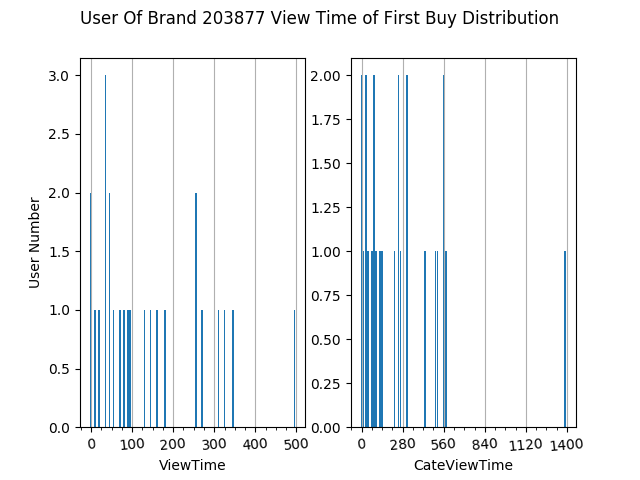 User Of Brand 203877 View Time of First Buy Distribution
User Number
3.0
2.5
2.0
1.5
1.0
0.5
0.0
0 100 200 300 400 500
ViewTime
2.00
1.75
1.50
1.25
1.00
0.75
0.50
0.25
0.00
0 280 560 840 1120 1400
CateViewTime